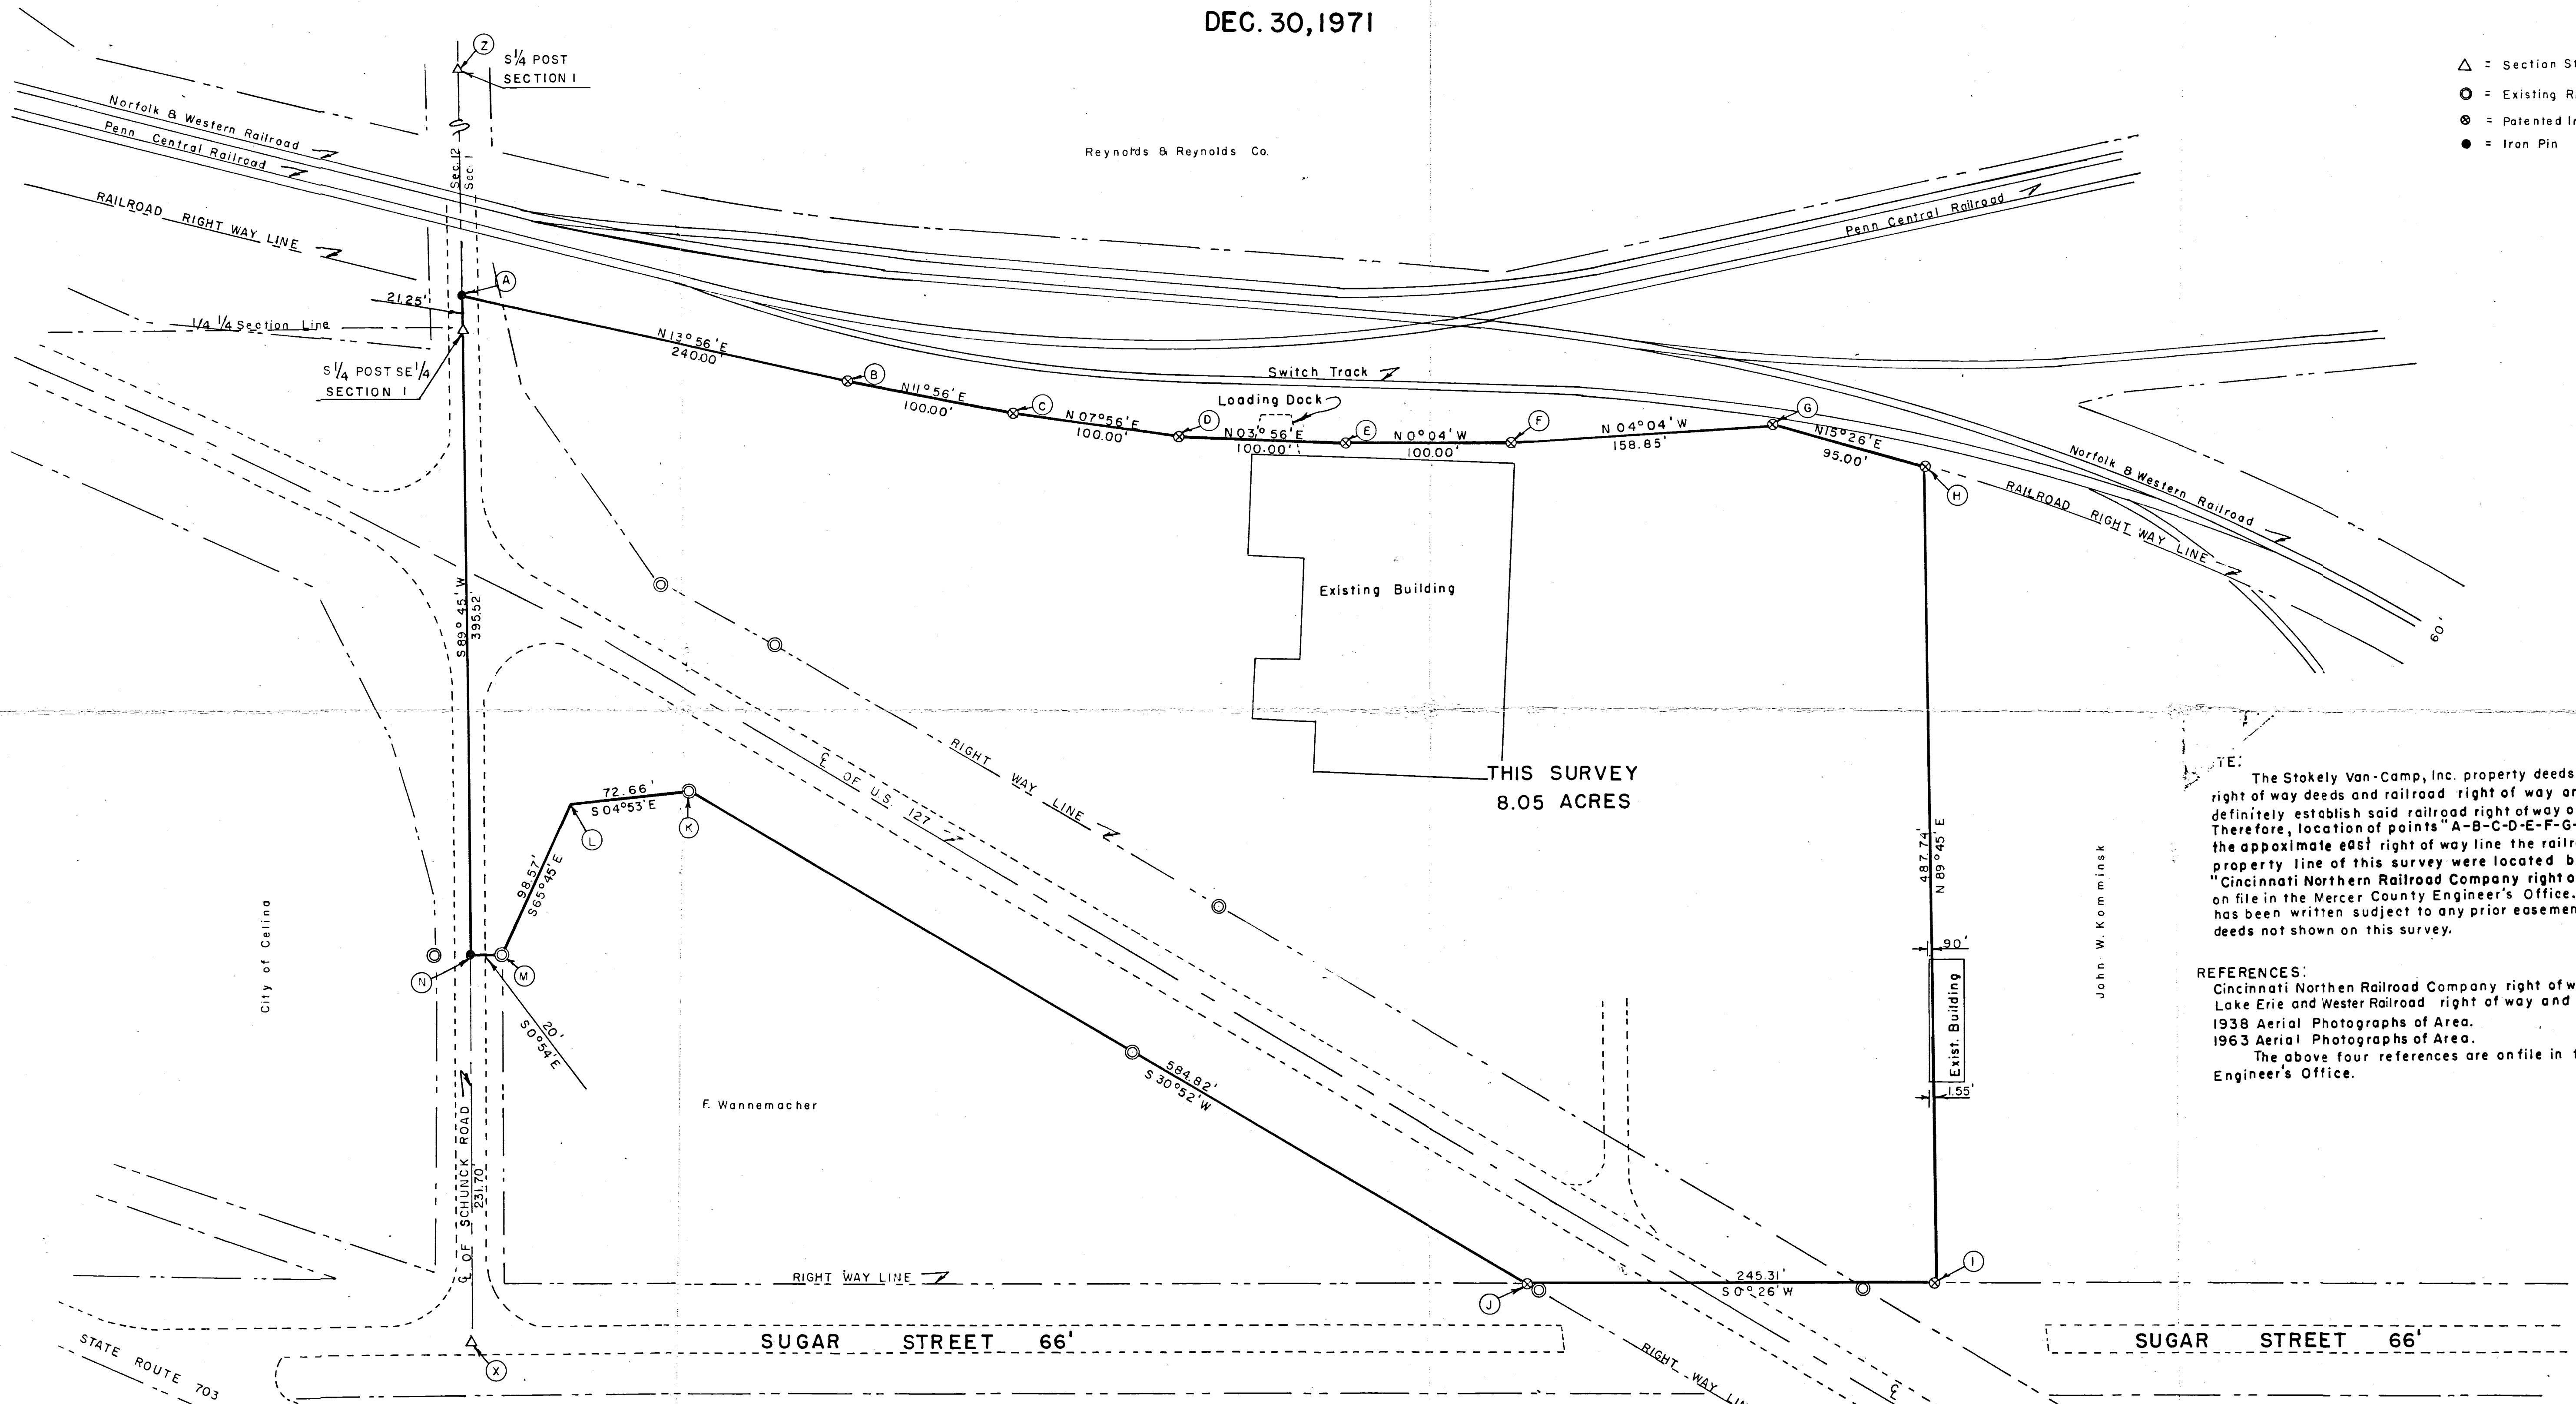 DEC. 30, 1971
Z
S 1/4 POST
SECTION 1
△ = Section St
◎ = Existing R
⊗ = Patented Ir
● = Iron Pin
Norfolk & Western Railroad
Penn Central Railroad
Sec. 12
Sec. 1
Reynolds & Reynolds Co.
Penn Central Railroad
RAILROAD RIGHT WAY LINE
A
21.25'
1/4 1/4 Section Line
S 1/4 POST SE 1/4
SECTION 1
N 13° 56' E
240.00'
B
N 11° 56' E
100.00'
C
N 07° 56' E
100.00'
D
Switch Track
Loading Dock
N 03° 56' E
100.00'
E
N 0° 04' W
100.00'
F
N 04° 04' W
158.85'
G
N 15° 26' E
95.00'
H
Norfolk & Western Railroad
RAILROAD RIGHT WAY LINE
60'
S 89° 45' W
395.52'
Existing Building
RIGHT WAY LINE
℄ OF U.S. 127
THIS SURVEY
8.05 ACRES
72.66'
S 04° 53' E
K
L
98.57'
S 65° 45' E
M
N
20'
S 0° 54' E
City of Celina
487.74'
N 89° 45' E
.90'
Exist. Building
1.55'
John W. Komminsk
TE:
The Stokely Van-Camp, Inc. property deeds
right of way deeds and railroad right of way an
definitely establish said railroad right of way o
Therefore, location of points "A-B-C-D-E-F-G-
the appoximate east right of way line the railr
property line of this survey were located b
"Cincinnati Northern Railroad Company right o
on file in the Mercer County Engineer's Office.
has been written sudject to any prior easemen
deeds not shown on this survey.
REFERENCES:
Cincinnati Northen Railroad Company right of w
Lake Erie and Wester Railroad right of way and
1938 Aerial Photographs of Area.
1963 Aerial Photographs of Area.
The above four references are on file in t
Engineer's Office.
584.82'
S 30° 52' W
F. Wannemacher
℄ OF SCHUNCK ROAD
231.70'
RIGHT WAY LINE
245.31'
S 0° 26' W
I
J
SUGAR STREET 66'
SUGAR STREET 66'
STATE ROUTE 703
X
RIGHT WAY LIN
℄